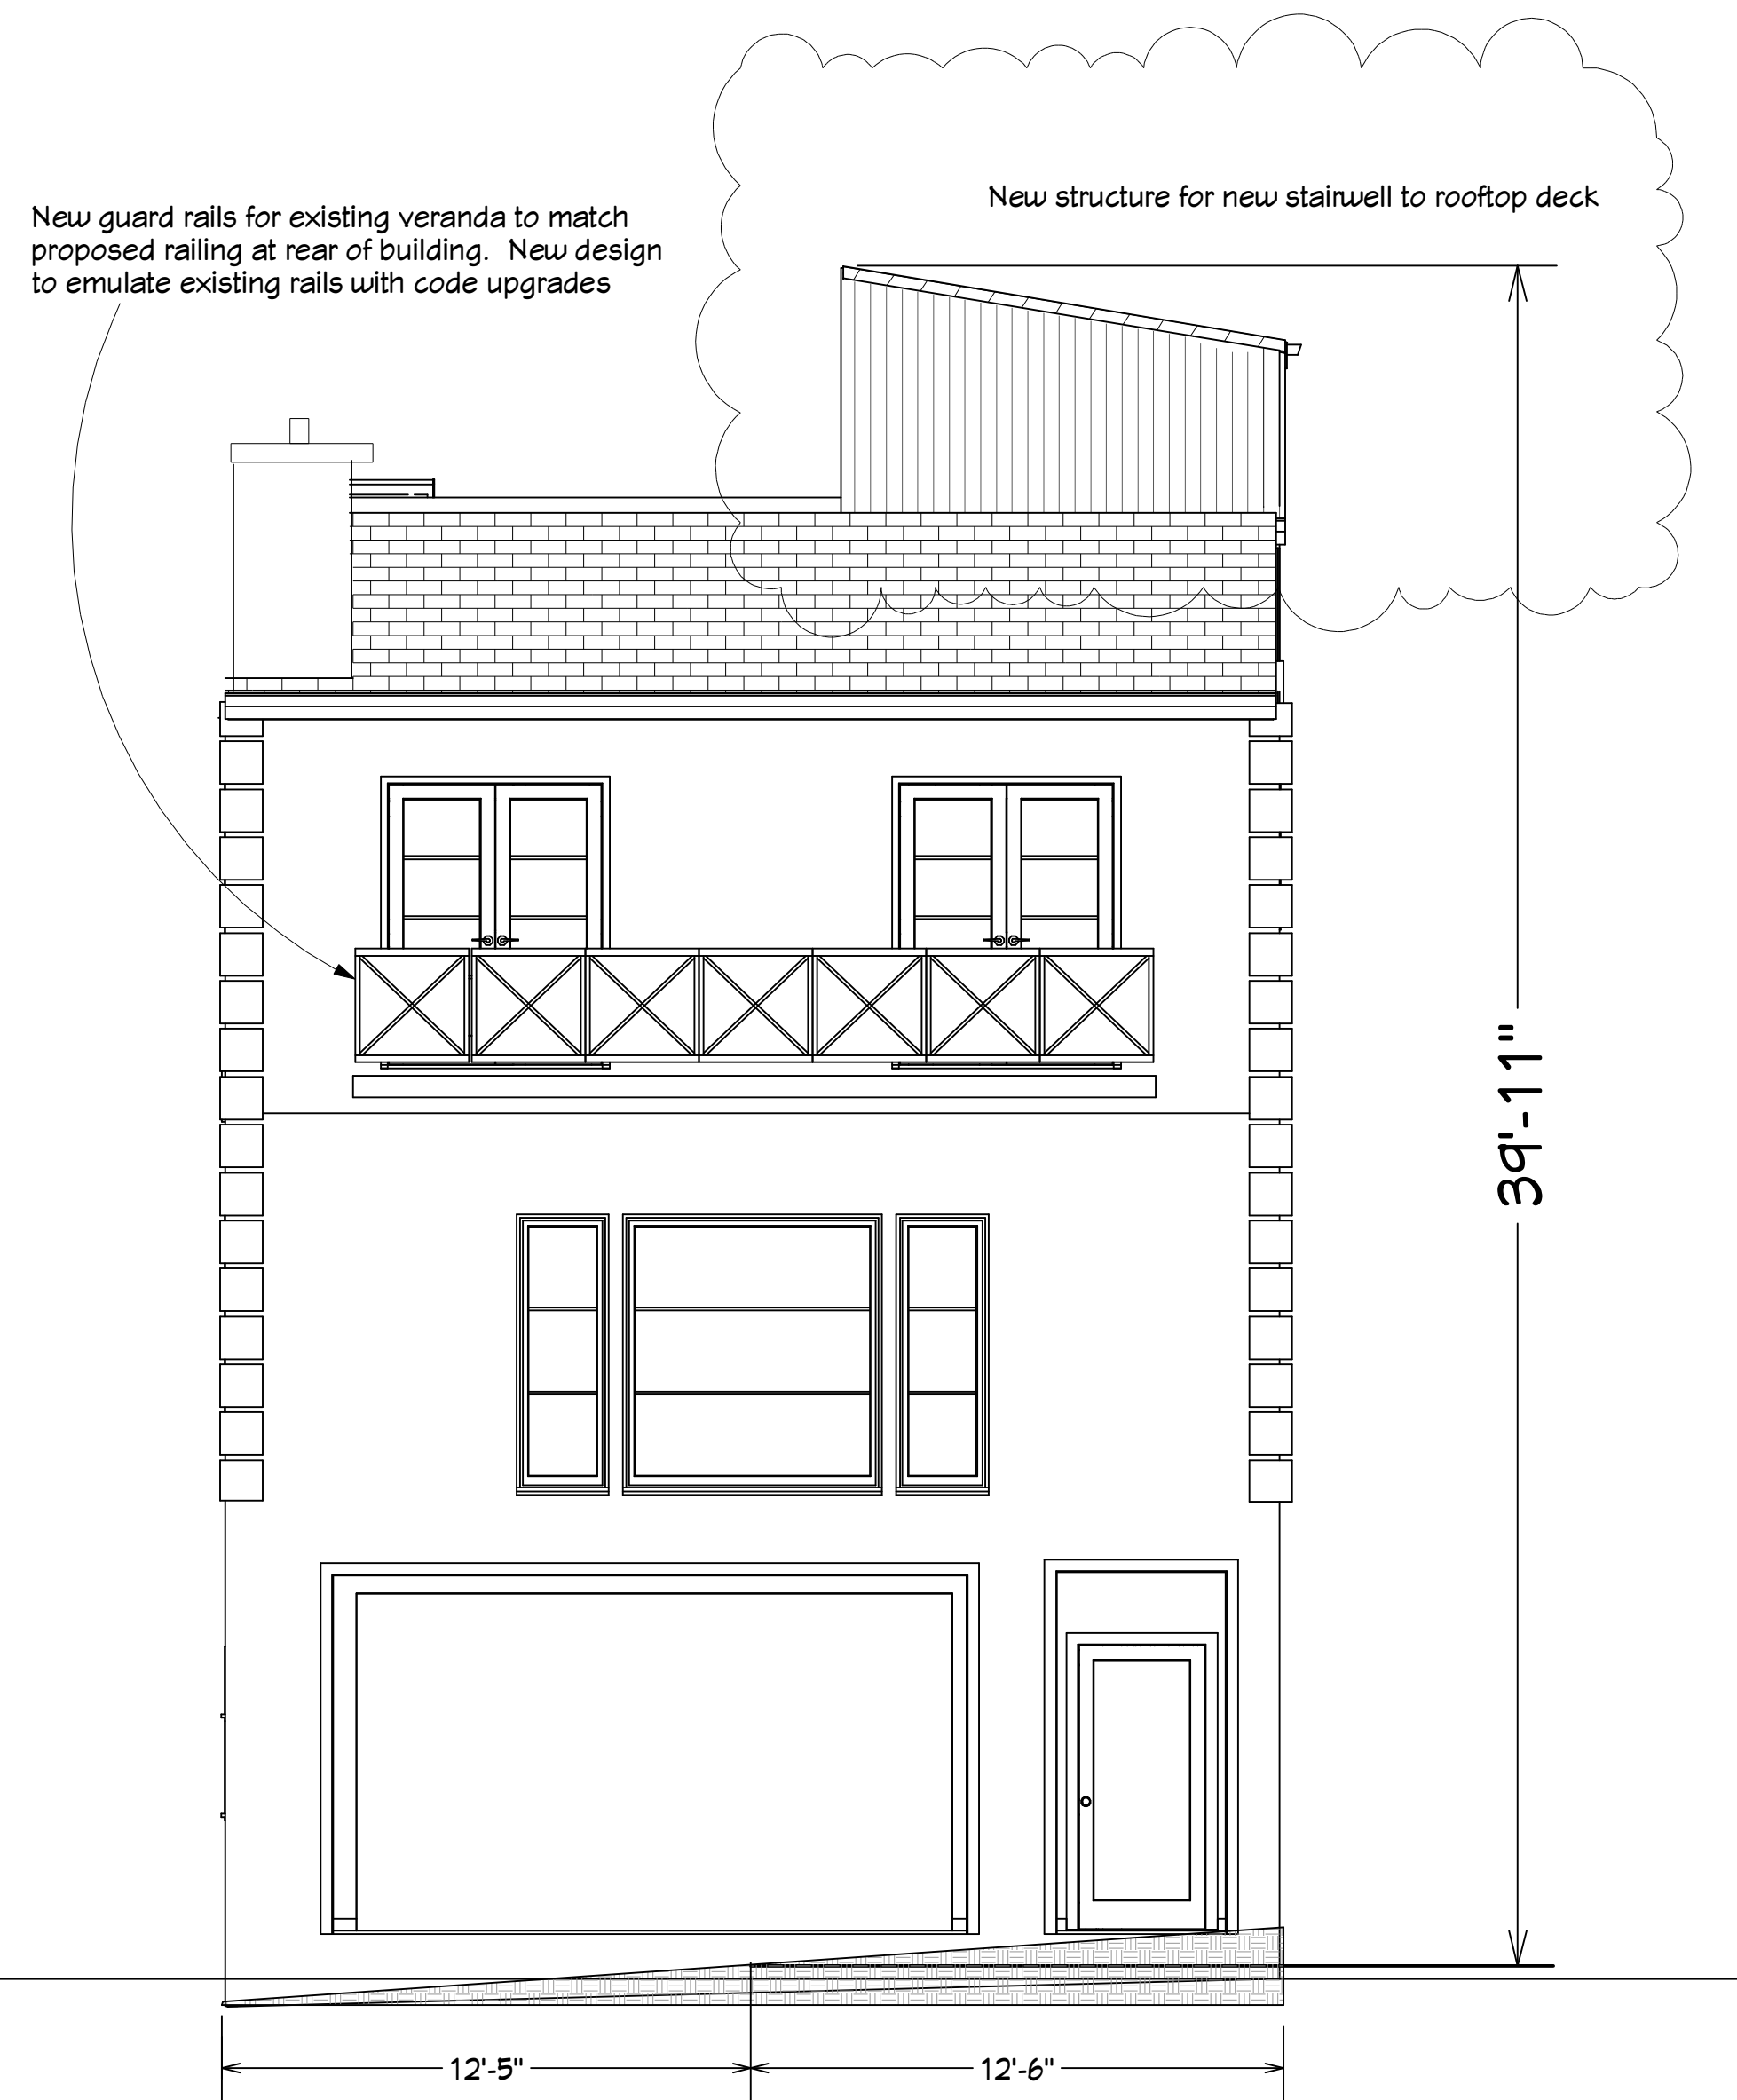 New structure for new stairwell to rooftop deck
New guard rails for existing veranda to match
proposed railing at rear of building.  New design
to emulate existing rails with code upgrades
39'-11"
12'-5"
12'-6"